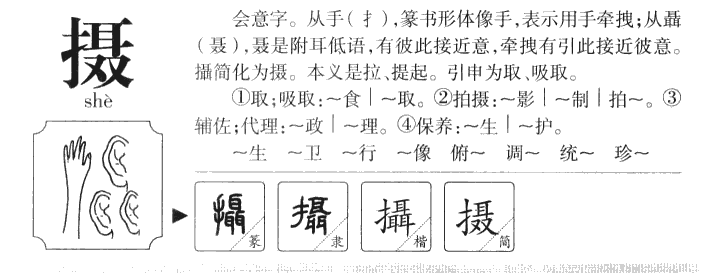 摄
shè
会意字。从手(扌),篆书形体像手,表示用手牵拽;从聶
(聂),聂是附耳低语,有彼此接近意,牵拽有引此接近彼意。
攝简化为摄。本义是拉、提起。引申为取、吸取。
①取;吸取:～食｜～取。②拍摄:～影｜～制｜拍～。③
辅佐;代理:～政｜～理。④保养:～生｜～护。
～生 ～卫 ～行 ～像 俯～ 调～ 统～ 珍～
攝 篆
攝 隶
攝 楷
摄 简